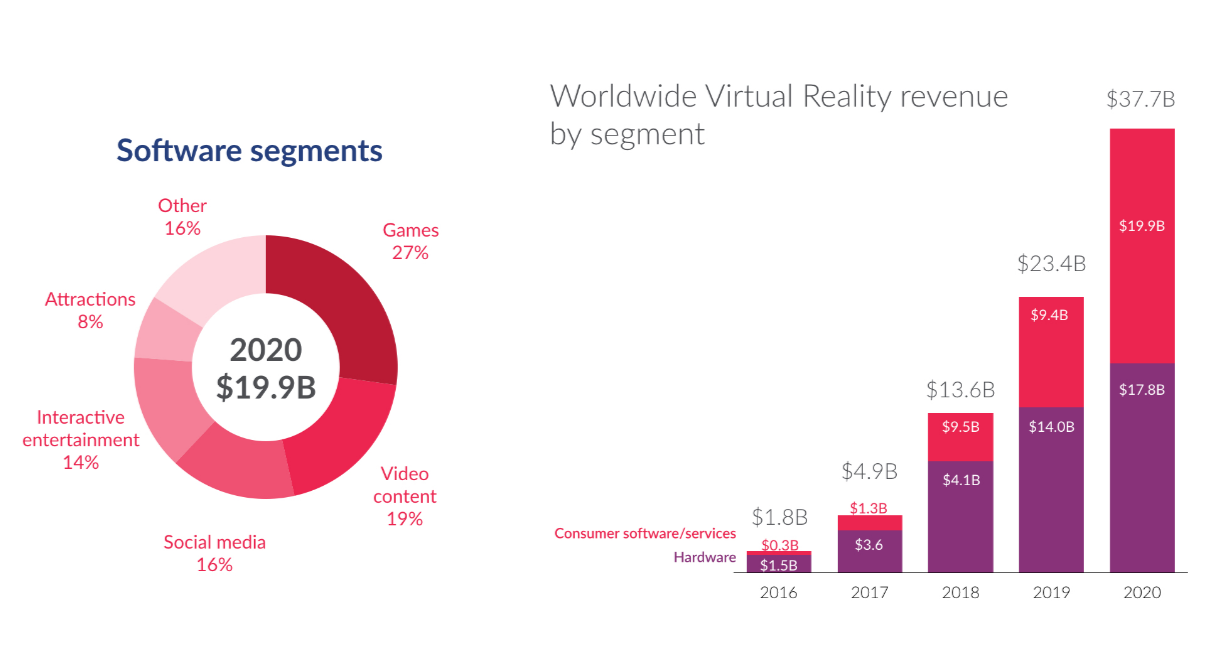 Software segments
Other
16%
Games
27%
Attractions
8%
2020
$19.9B
Interactive
entertainment
14%
Video
content
19%
Social media
16%
Worldwide Virtual Reality revenue
by segment
$37.7B
$19.9B
$17.8B
$23.4B
$9.4B
$14.0B
$13.6B
$9.5B
$4.1B
$4.9B
$1.3B
$3.6
$1.8B
$0.3B
$1.5B
Consumer software/services
Hardware
2016
2017
2018
2019
2020